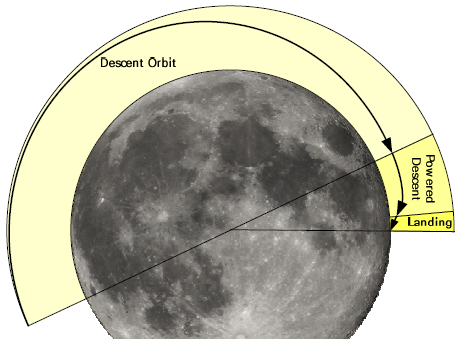 Descent Orbit
Powered
Descent
Landing